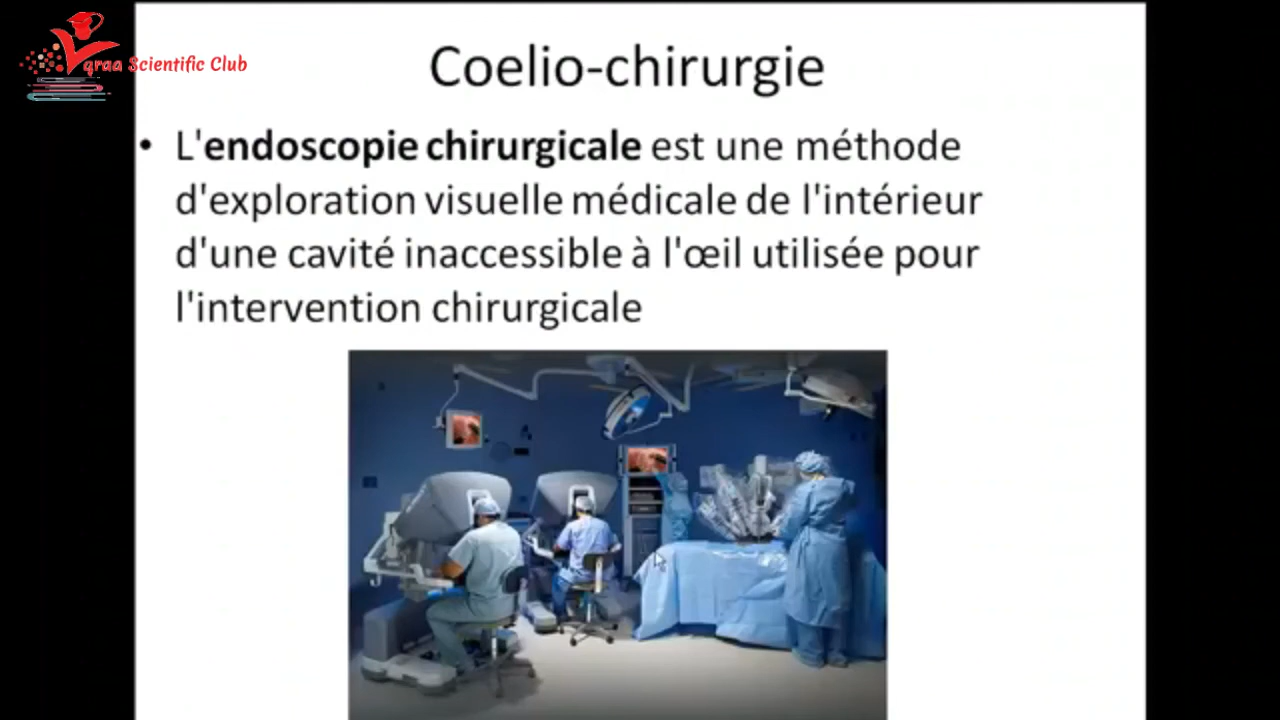 qraa Scientific Club
Coelio-chirurgie
• L'endoscopie chirurgicale est une méthode
d'exploration visuelle médicale de l'intérieur
d'une cavité inaccessible à l'œil utilisée pour
l'intervention chirurgicale